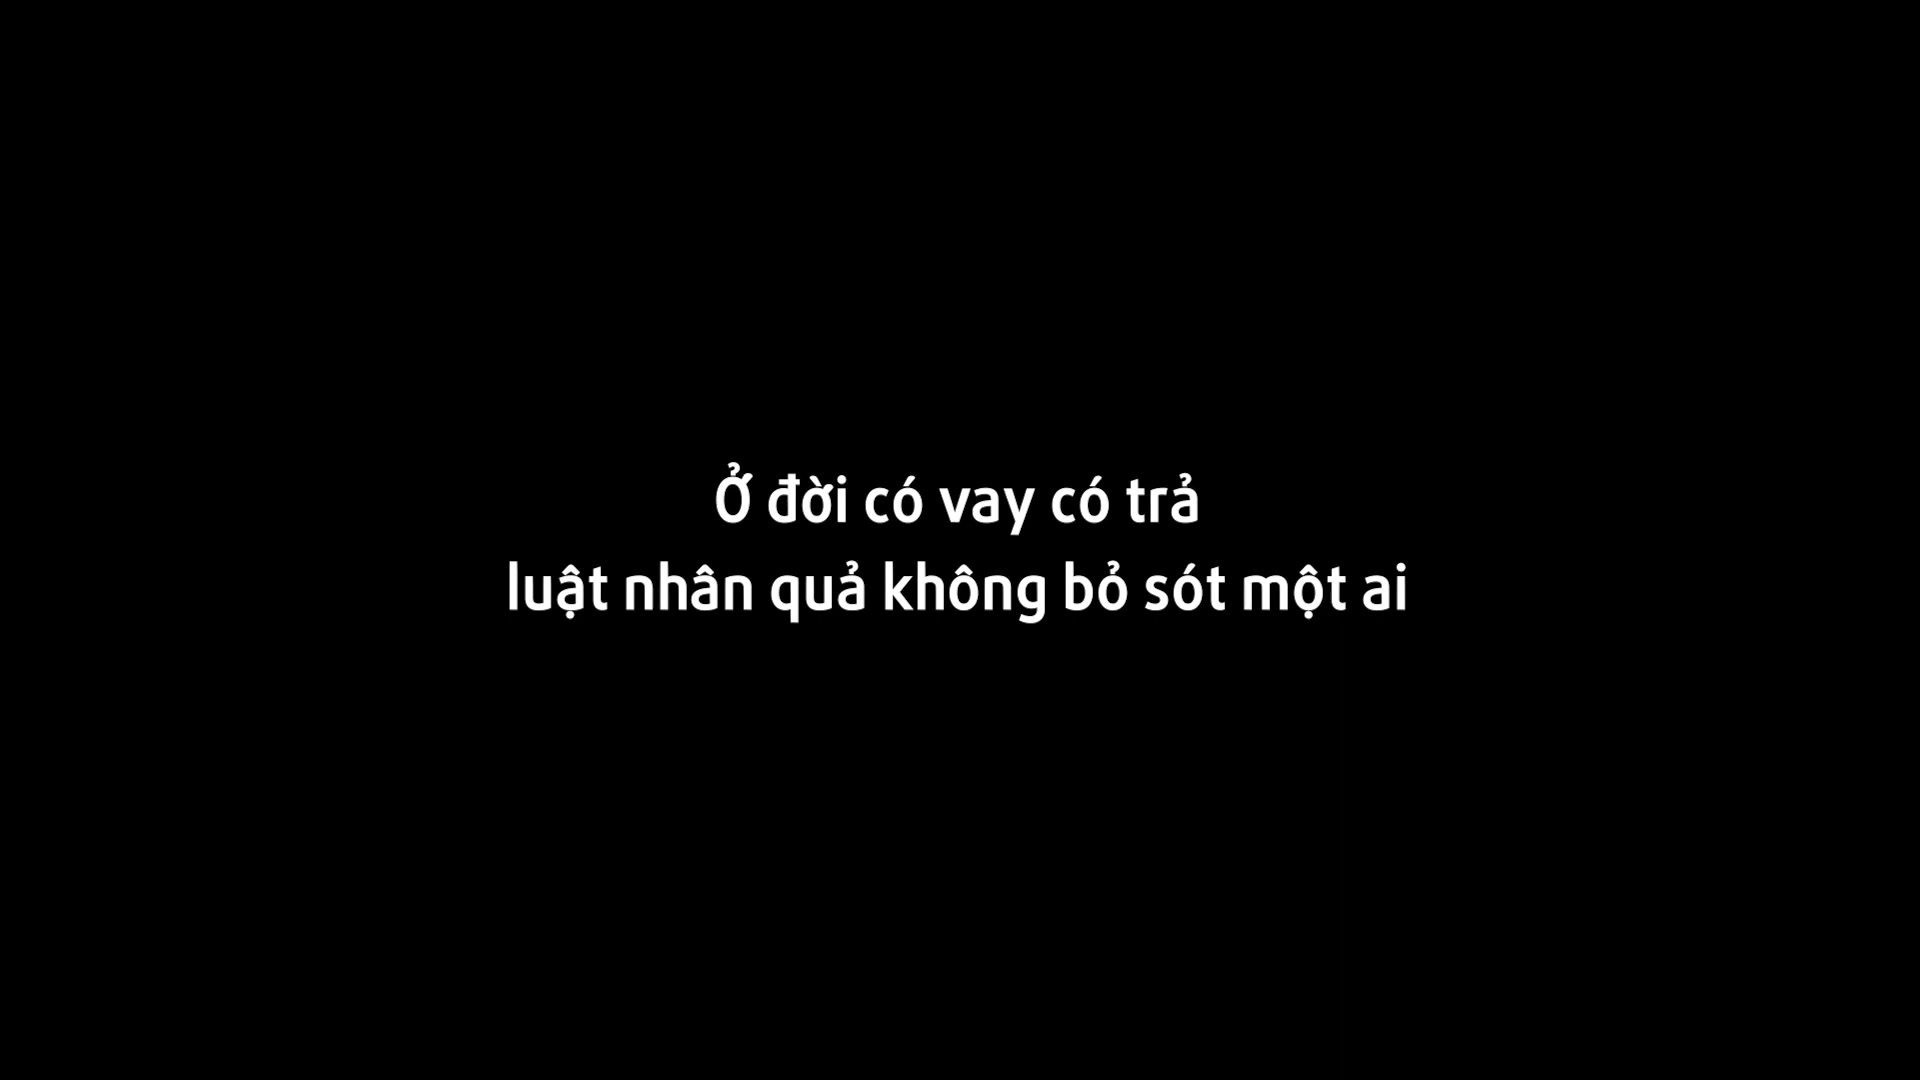 Ở đời có vay có trả
luật nhân quả không bỏ sót một ai